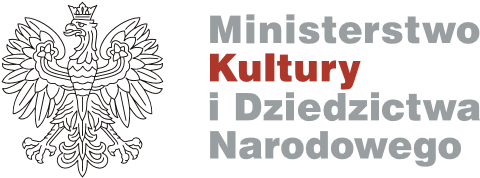 Ministerstwo
Kultury
i Dziedzictwa
Narodowego